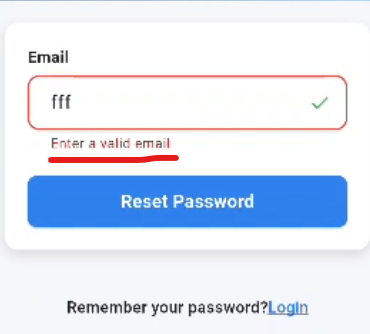 Email
fff
Enter a valid email
Reset Password
Remember your password?Login